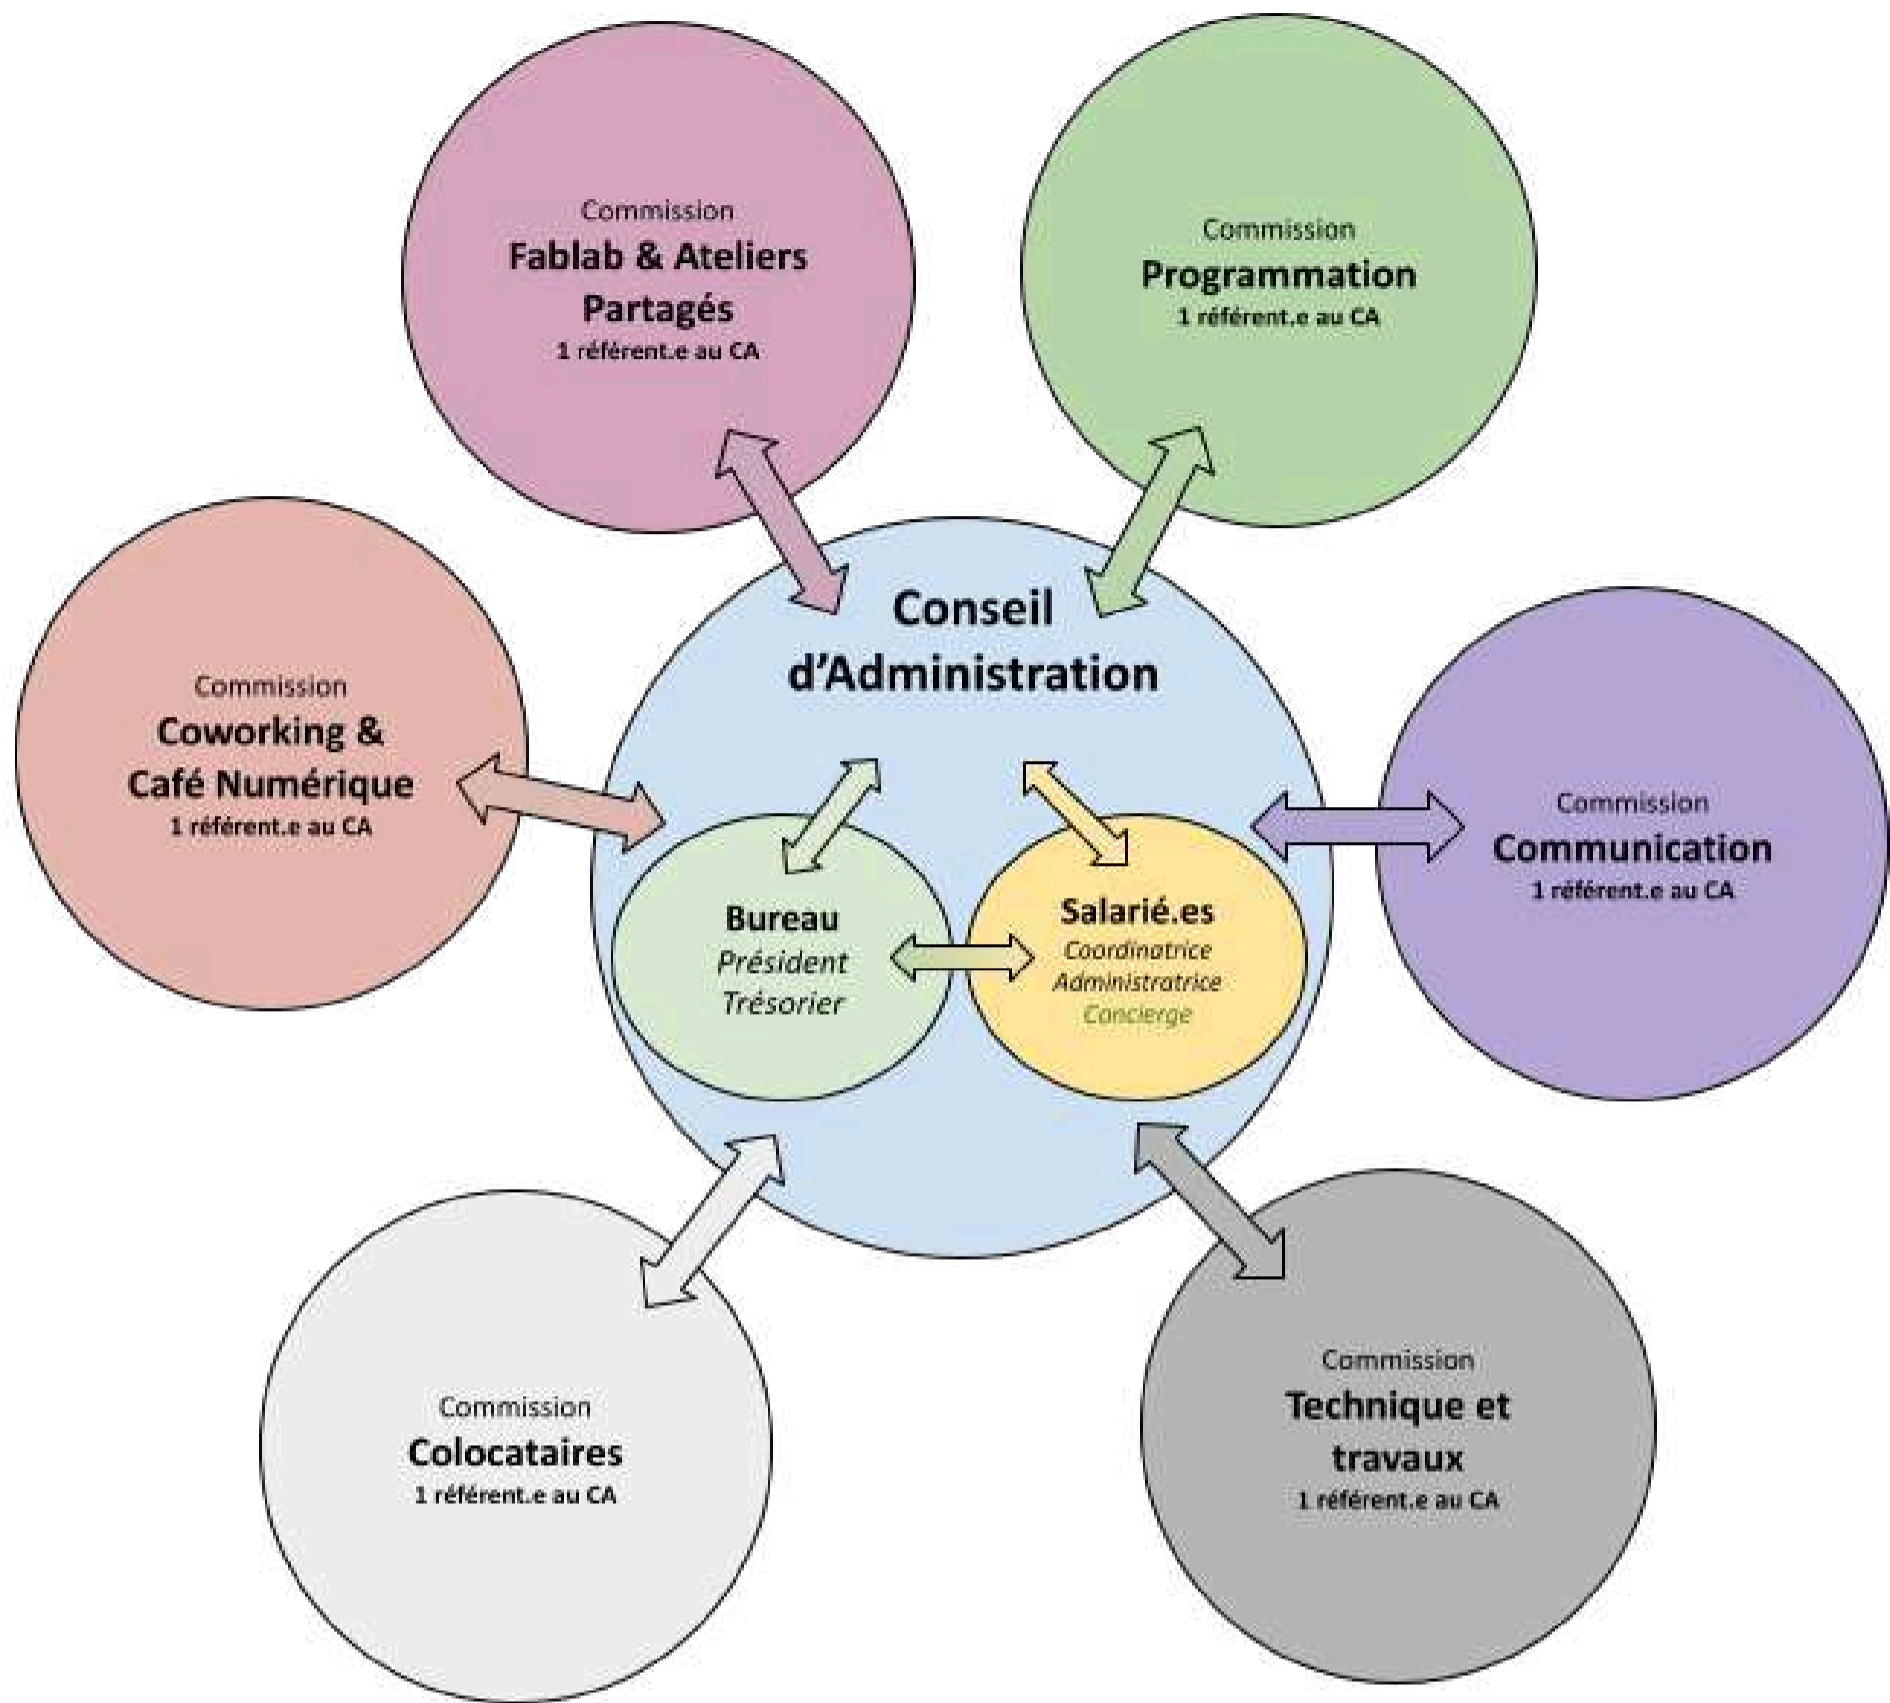 Commission
Fablab & Ateliers
Partagés
1 référent.e au CA
Commission
Programmation
1 référent.e au CA
Conseil
d'Administration
Commission
Coworking &
Café Numérique
1 référent.e au CA
Commission
Communication
1 référent.e au CA
Bureau
Président
Trésorier
Salarié.es
Coordinatrice
Administratrice
Concierge
Commission
Colocataires
1 référent.e au CA
Commission
Technique et
travaux
1 référent.e au CA